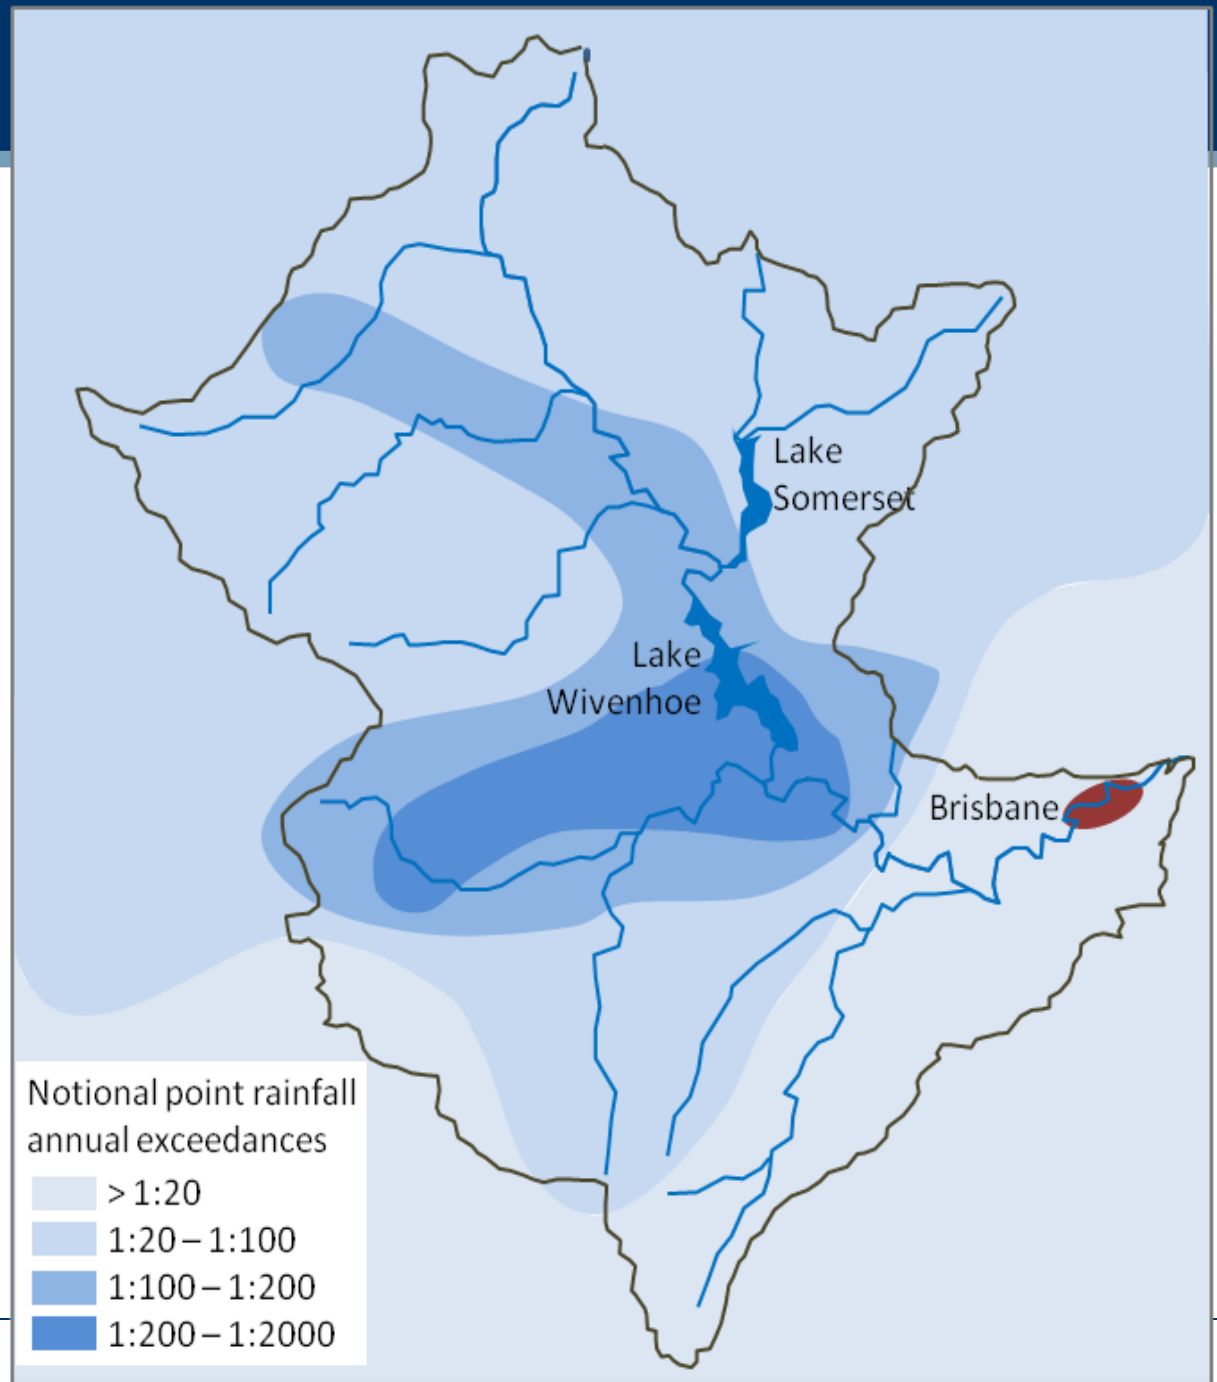 Lake
Somerset
Lake
Wivenhoe
Brisbane
Notional point rainfall
annual exceedances
> 1:20
1:20 – 1:100
1:100 – 1:200
1:200 – 1:2000